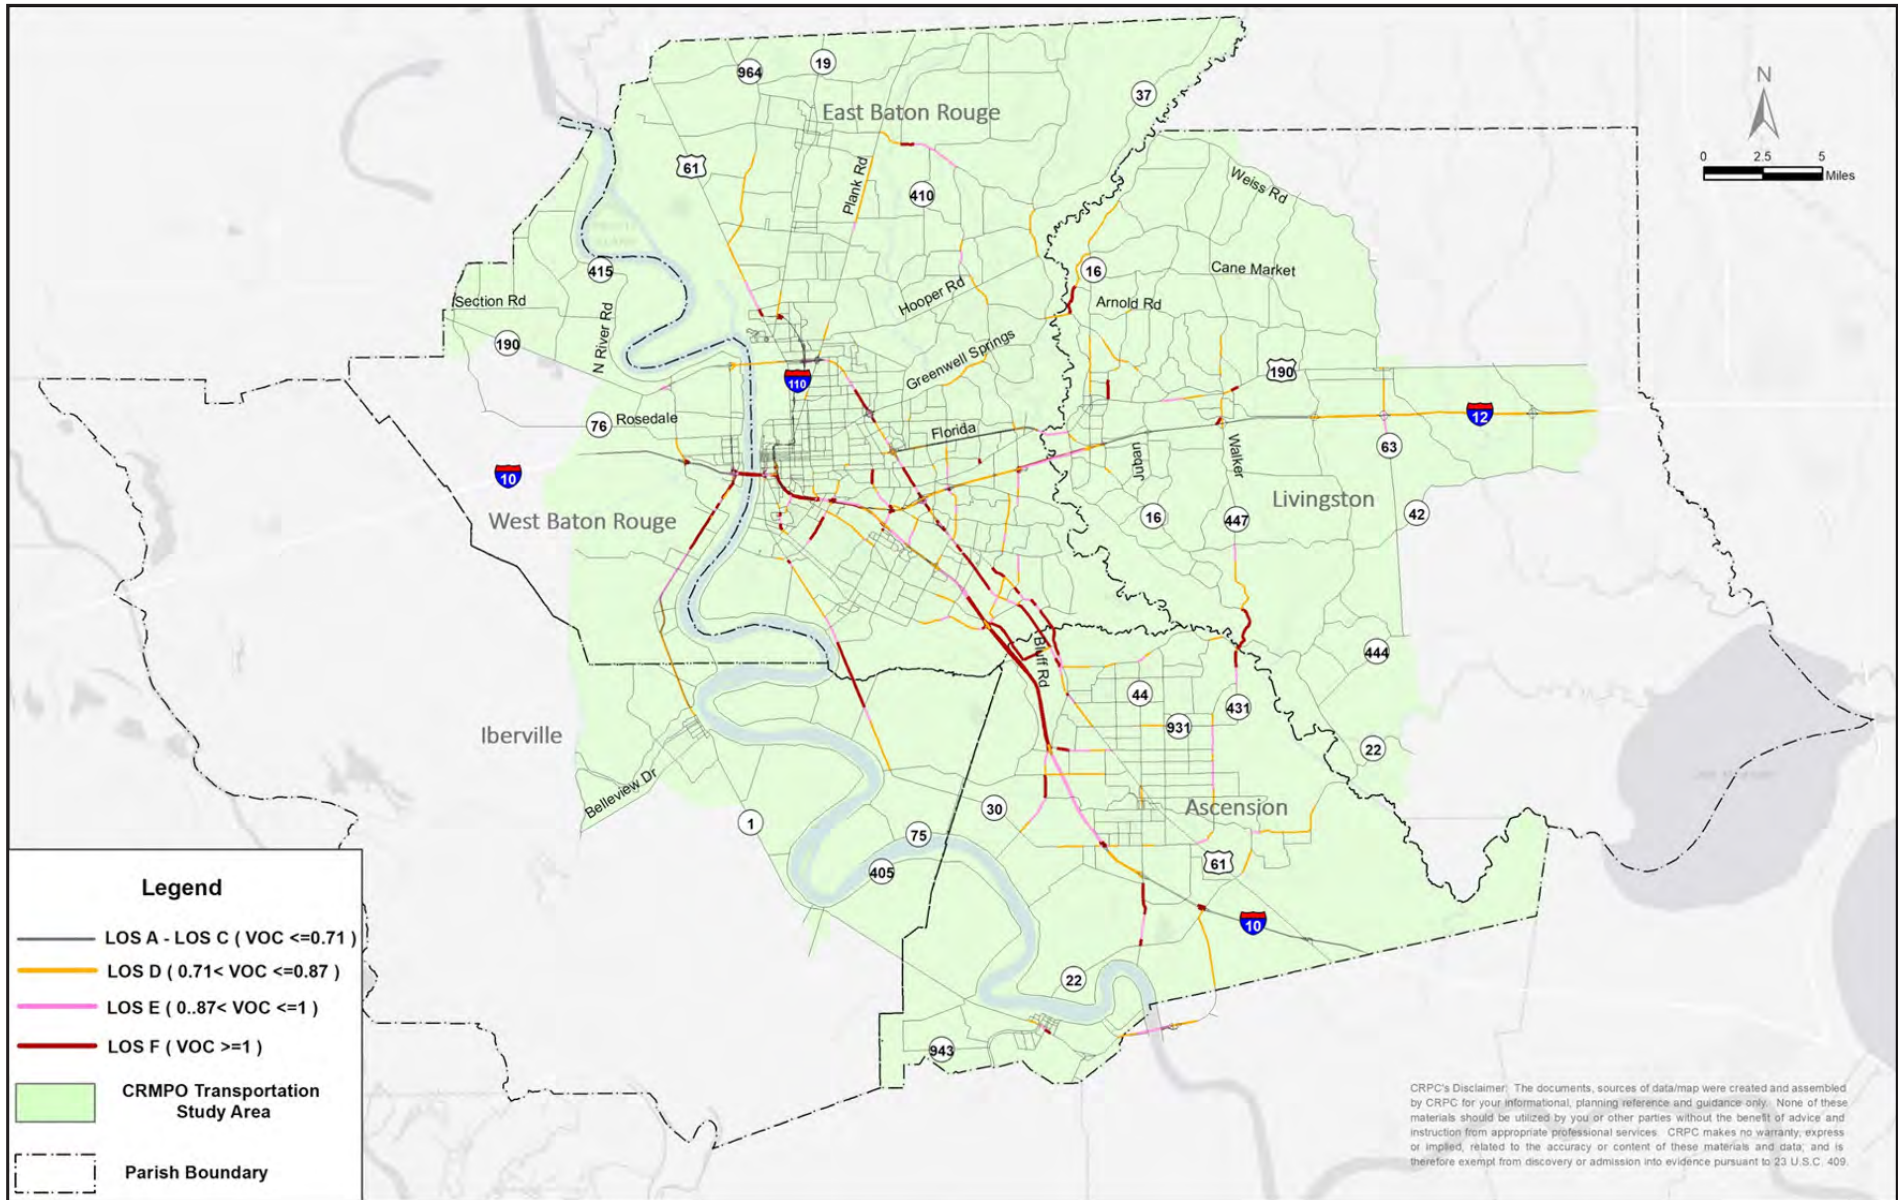 964
19
East Baton Rouge
37
N
0 2.5 5
Miles
61
Plank Rd
410
Weiss Rd
415
16
Cane Market
Section Rd
N River Rd
Hooper Rd
Arnold Rd
190
Greenwell Springs
190
110
76
Rosedale
Florida
12
63
10
Juban
Walker
Livingston
West Baton Rouge
16
447
42
Bluff Rd
444
44
431
931
Iberville
22
Belleview Dr
1
30
Ascension
75
405
61
10
22
943
Legend
LOS A - LOS C ( VOC <=0.71 )
LOS D ( 0.71< VOC <=0.87 )
LOS E ( 0..87< VOC <=1 )
LOS F ( VOC >=1 )
CRMPO Transportation
Study Area
Parish Boundary
CRPC's Disclaimer: The documents, sources of data/map were created and assembled
by CRPC for your informational, planning reference and guidance only. None of these
materials should be utilized by you or other parties without the benefit of advice and
instruction from appropriate professional services. CRPC makes no warranty, express
or implied, related to the accuracy or content of these materials and data, and is
therefore exempt from discovery or admission into evidence pursuant to 23 U.S.C. 409.